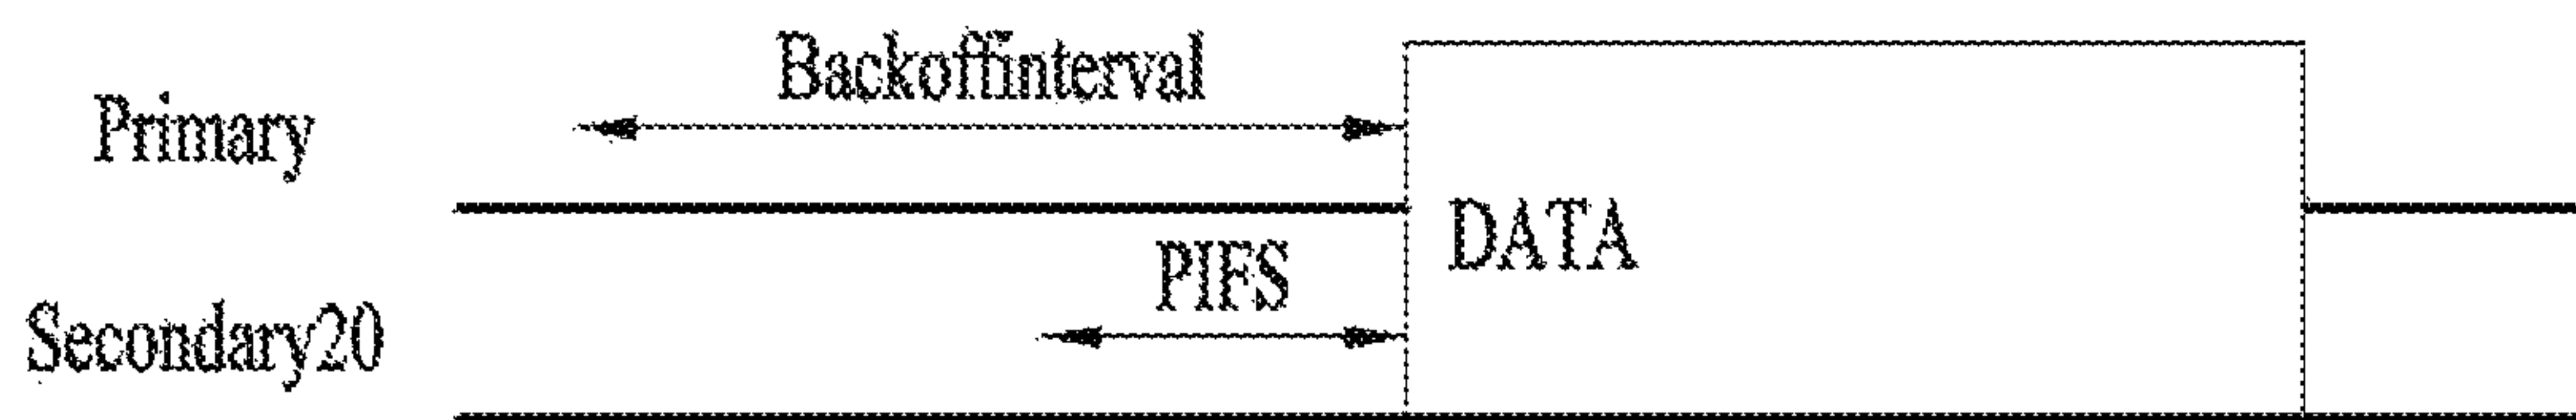 Backoffinterval
Primary
DATA
PIFS
Secondary20